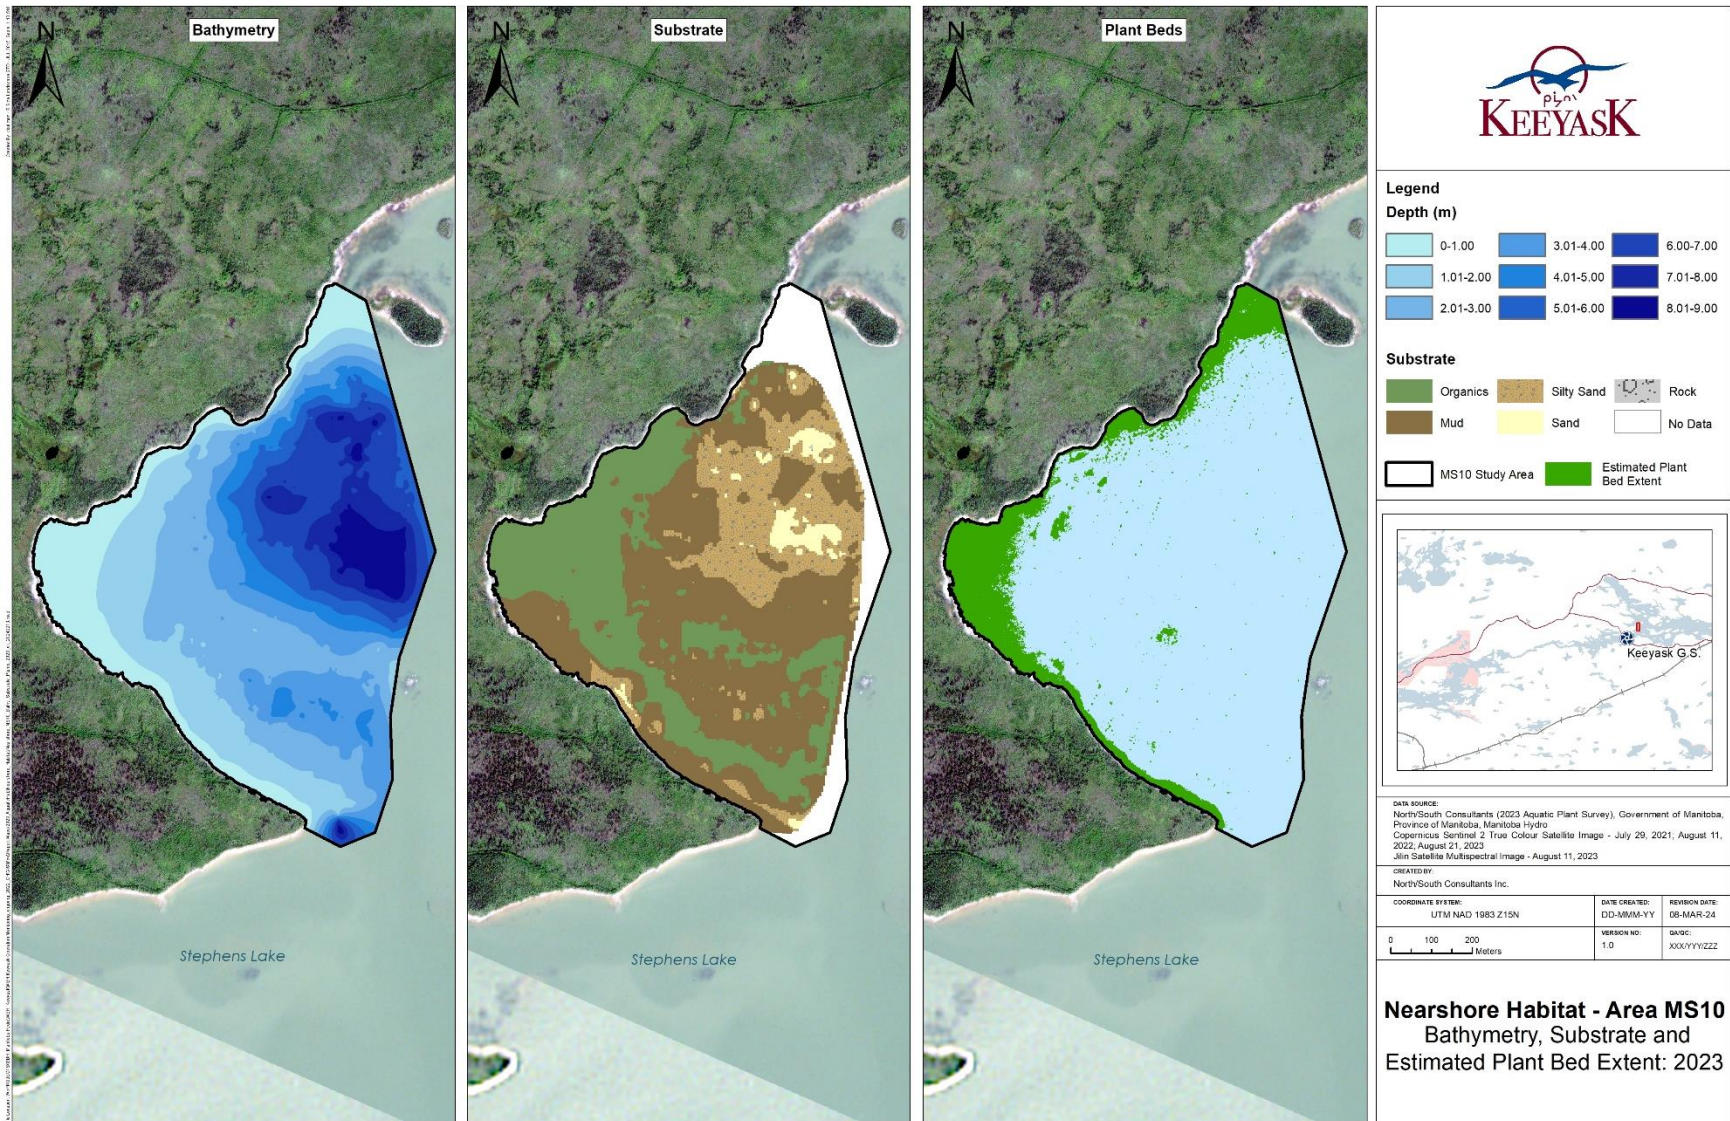 N
Bathymetry
Stephens Lake
N
Substrate
Stephens Lake
N
Plant Beds
Stephens Lake
ᑭᔭᐢᐠ
KEEYASK
Legend
Depth (m)
0-1.00
3.01-4.00
6.00-7.00
1.01-2.00
4.01-5.00
7.01-8.00
2.01-3.00
5.01-6.00
8.01-9.00
Substrate
Organics
Silty Sand
Rock
Mud
Sand
No Data
MS10 Study Area
Estimated Plant
Bed Extent
Keeyask G.S.
DATA SOURCE:
North/South Consultants (2023 Aquatic Plant Survey), Government of Manitoba,
Province of Manitoba, Manitoba Hydro
Copernicus Sentinel 2 True Colour Satellite Image - July 29, 2021; August 11,
2022; August 21, 2023
Jilin Satellite Multispectral Image - August 11, 2023
CREATED BY:
North/South Consultants Inc.
COORDINATE SYSTEM:
UTM NAD 1983 Z15N
DATE CREATED:
DD-MMM-YY
REVISION DATE:
08-MAR-24
0 100 200
Meters
VERSION NO:
1.0
QA/QC:
XXX/YYY/ZZZ
Nearshore Habitat - Area MS10
Bathymetry, Substrate and
Estimated Plant Bed Extent: 2023